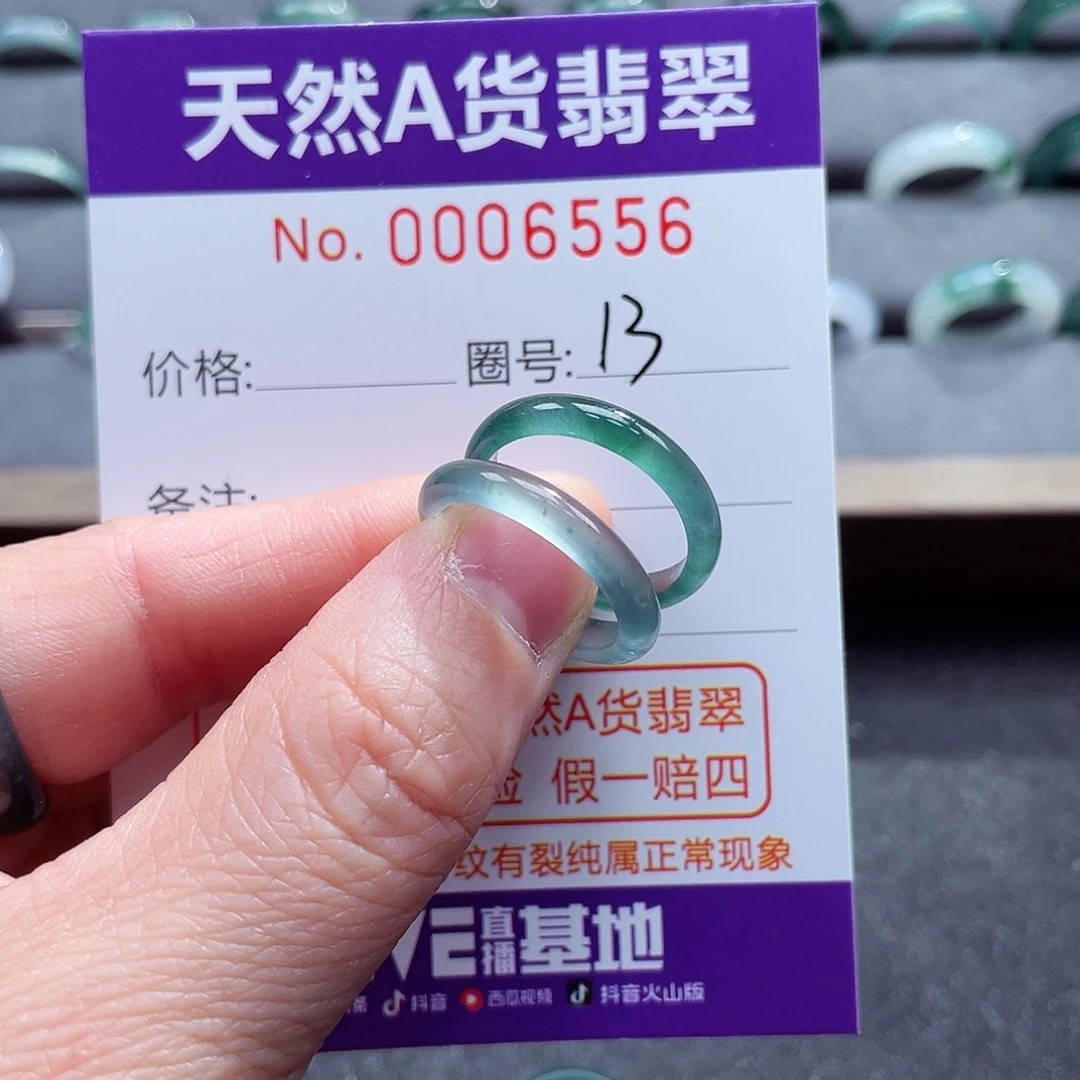 天然A货翡翠
No. 0006556
价格: 圈号: 13
备注:
然A货翡翠
假一赔四
纹有裂纯属正常现象
VE直播基地
抖音 西瓜视频 抖音火山版